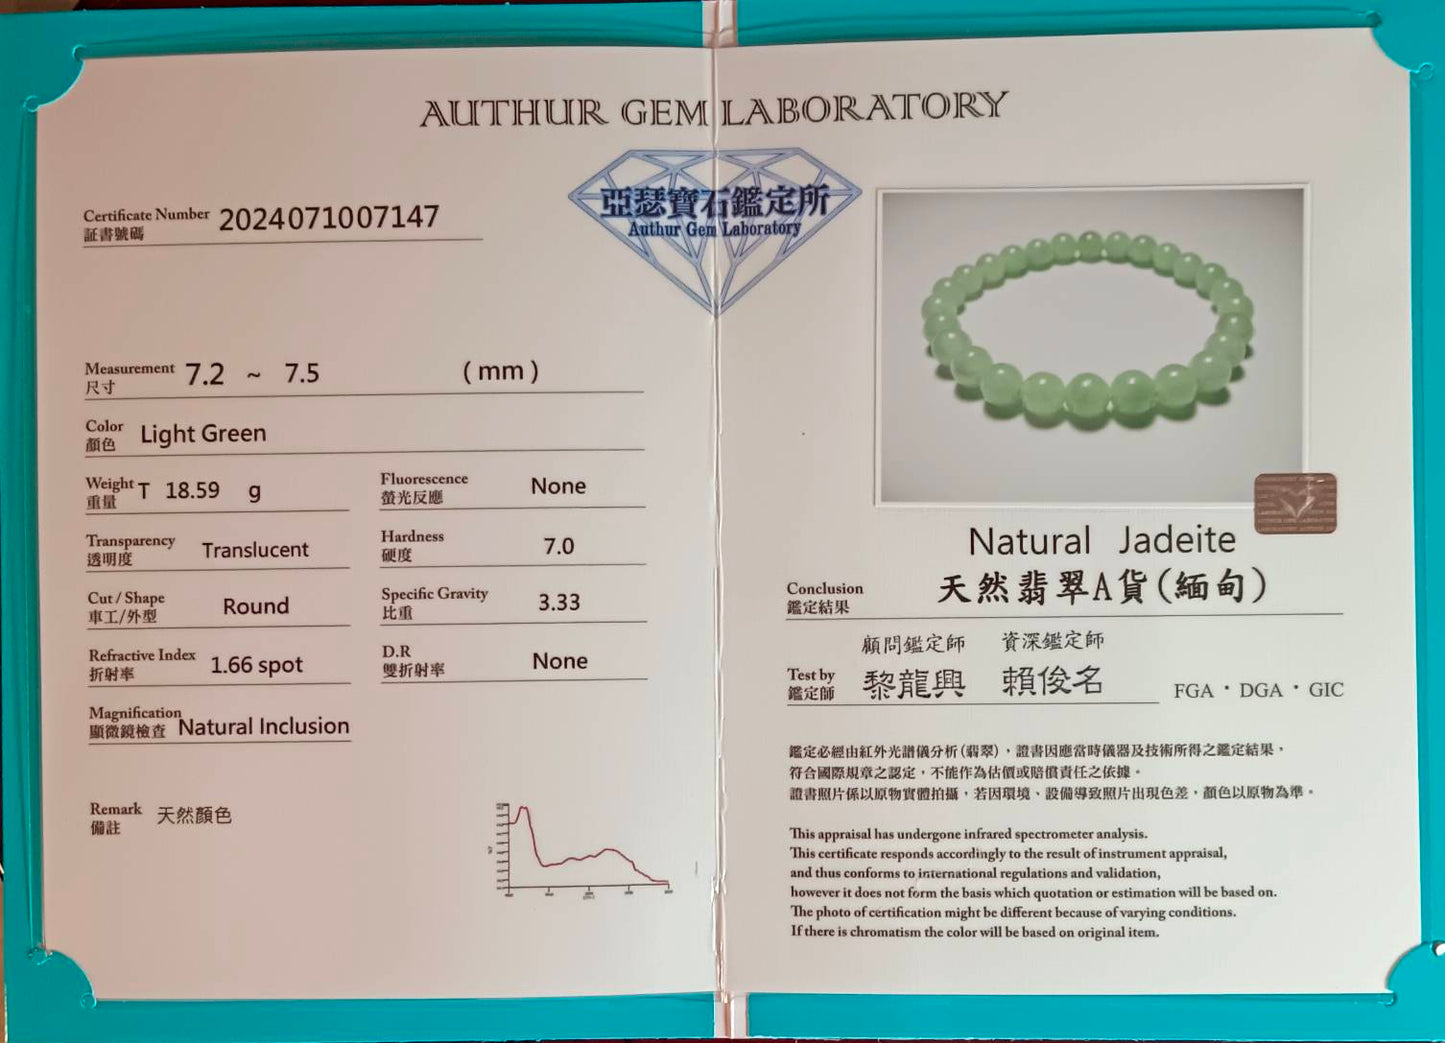 AUTHUR GEM LABORATORY
亞瑟寶石鑑定所
Authur Gem Laboratory
Certificate Number 2024071007147
証書號碼
Measurement 7.2 ~ 7.5 (mm)
尺寸
Color Light Green
顏色
Weight T 18.59 g
重量
Fluorescence None
螢光反應
Transparency Translucent
透明度
Hardness 7.0
硬度
Cut / Shape Round
車工/外型
Specific Gravity 3.33
比重
Refractive Index 1.66 spot
折射率
D.R None
雙折射率
Magnification
顯微鏡檢查 Natural Inclusion
Remark 天然顏色
備註
Natural Jadeite
Conclusion 天然翡翠A貨(緬甸)
鑑定結果
顧問鑑定師 資深鑑定師
Test by 黎龍興 賴俊名 FGA・DGA・GIC
鑑定師
鑑定必經由紅外光譜儀分析(翡翠)，證書因應當時儀器及技術所得之鑑定結果，
符合國際規章之認定，不能作為估價或賠償責任之依據。
證書照片係以原物實體拍攝，若因環境、設備導致照片出現色差，顏色以原物為準。
This appraisal has undergone infrared spectrometer analysis.
This certificate responds accordingly to the result of instrument appraisal,
and thus conforms to international regulations and validation,
however it does not form the basis which quotation or estimation will be based on.
The photo of certification might be different because of varying conditions.
If there is chromatism the color will be based on original item.